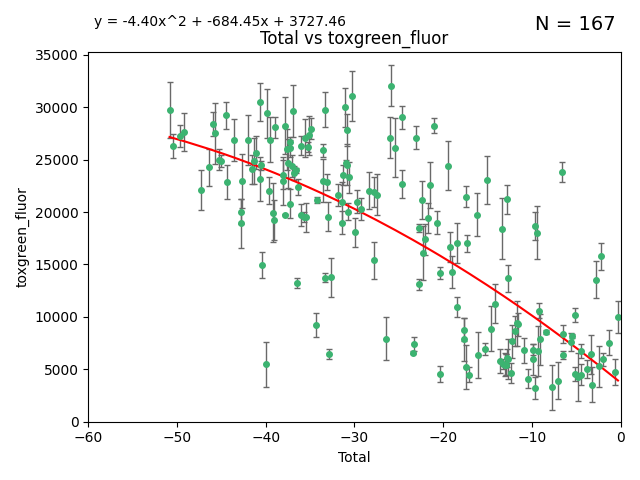 y = -4.40x^2 + -684.45x + 3727.46
N = 167
Total vs toxgreen_fluor
35000
30000
25000
20000
15000
10000
5000
0
toxgreen_fluor
−60 −50 −40 −30 −20 −10 0
Total